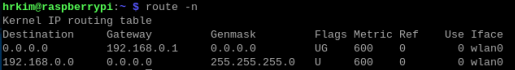 hrkim@raspberrypi:~ $ route -n
Kernel IP routing table
Destination     Gateway         Genmask         Flags Metric Ref    Use Iface
0.0.0.0         192.168.0.1     0.0.0.0         UG    600    0        0 wlan0
192.168.0.0     0.0.0.0         255.255.255.0   U     600    0        0 wlan0